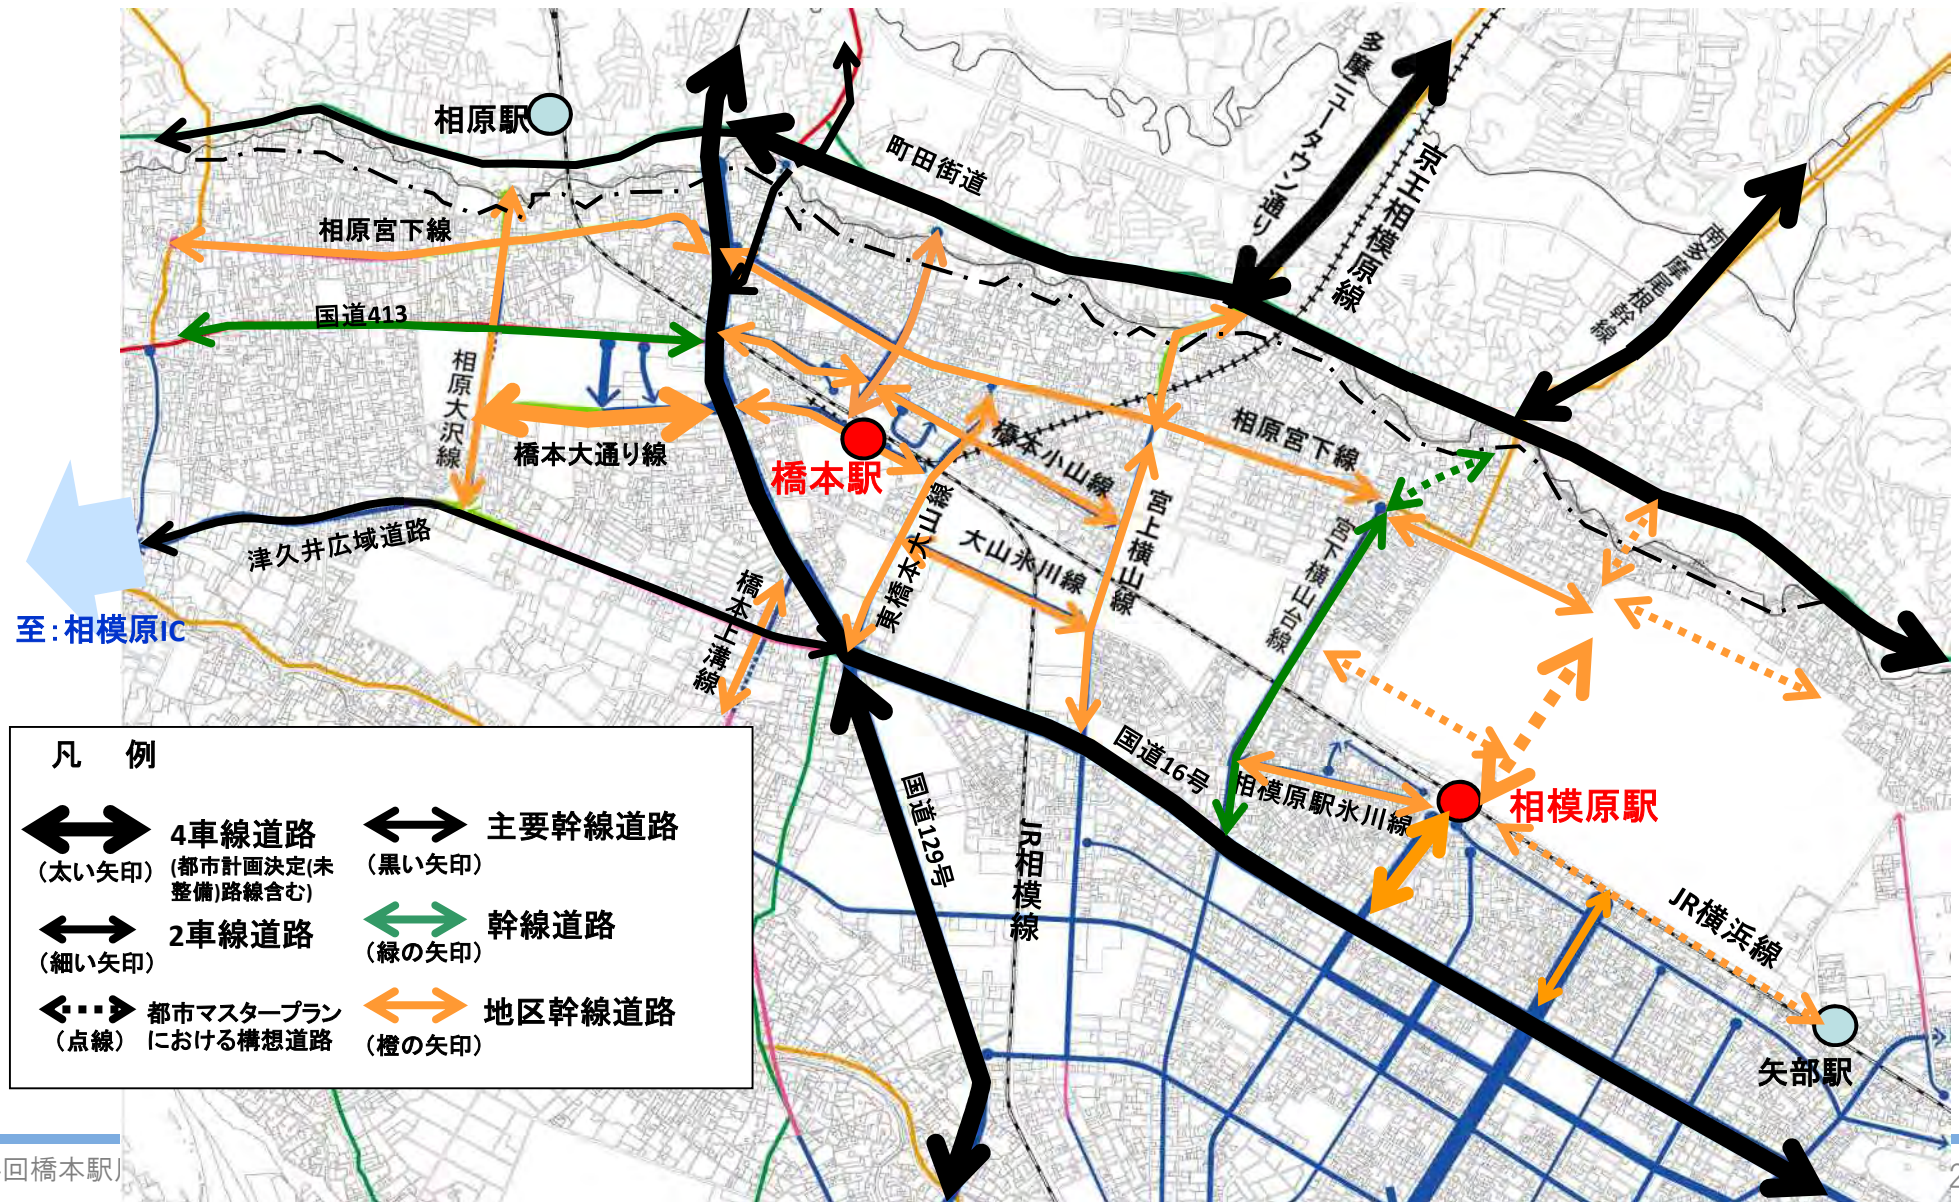 相原駅
町田街道
多摩ニュータウン通り
京王相模原線
南多摩尾根幹線
相原宮下線
国道413
相原大沢線
橋本大通り線
橋本駅
橋本小山線
相原宮下線
津久井広域道路
東橋本大山線
大山氷川線
宮上横山線
宮下横山台線
橋本上溝線
至:相模原IC
国道16号
相模原駅氷川線
相模原駅
国道129号
JR相模線
JR横浜線
矢部駅
凡 例
4車線道路
(都市計画決定(未
整備)路線含む)
(太い矢印)
主要幹線道路
(黒い矢印)
2車線道路
(細い矢印)
幹線道路
(緑の矢印)
都市マスタープラン
における構想道路
(点線)
地区幹線道路
(橙の矢印)
回橋本駅